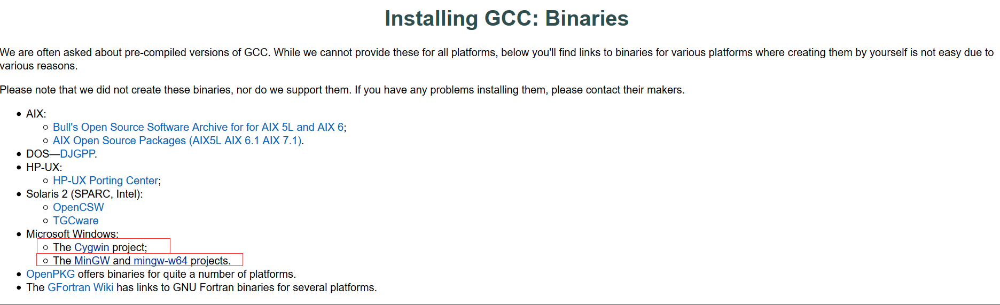 Installing GCC: Binaries
We are often asked about pre-compiled versions of GCC. While we cannot provide these for all platforms, below you'll find links to binaries for various platforms where creating them by yourself is not easy due to
various reasons.
Please note that we did not create these binaries, nor do we support them. If you have any problems installing them, please contact their makers.
• AIX:
○ Bull's Open Source Software Archive for for AIX 5L and AIX 6;
○ AIX Open Source Packages (AIX5L AIX 6.1 AIX 7.1).
• DOS—DJGPP.
• HP-UX:
○ HP-UX Porting Center;
• Solaris 2 (SPARC, Intel):
○ OpenCSW
○ TGCware
• Microsoft Windows:
○ The Cygwin project;
○ The MinGW and mingw-w64 projects.
• OpenPKG offers binaries for quite a number of platforms.
• The GFortran Wiki has links to GNU Fortran binaries for several platforms.